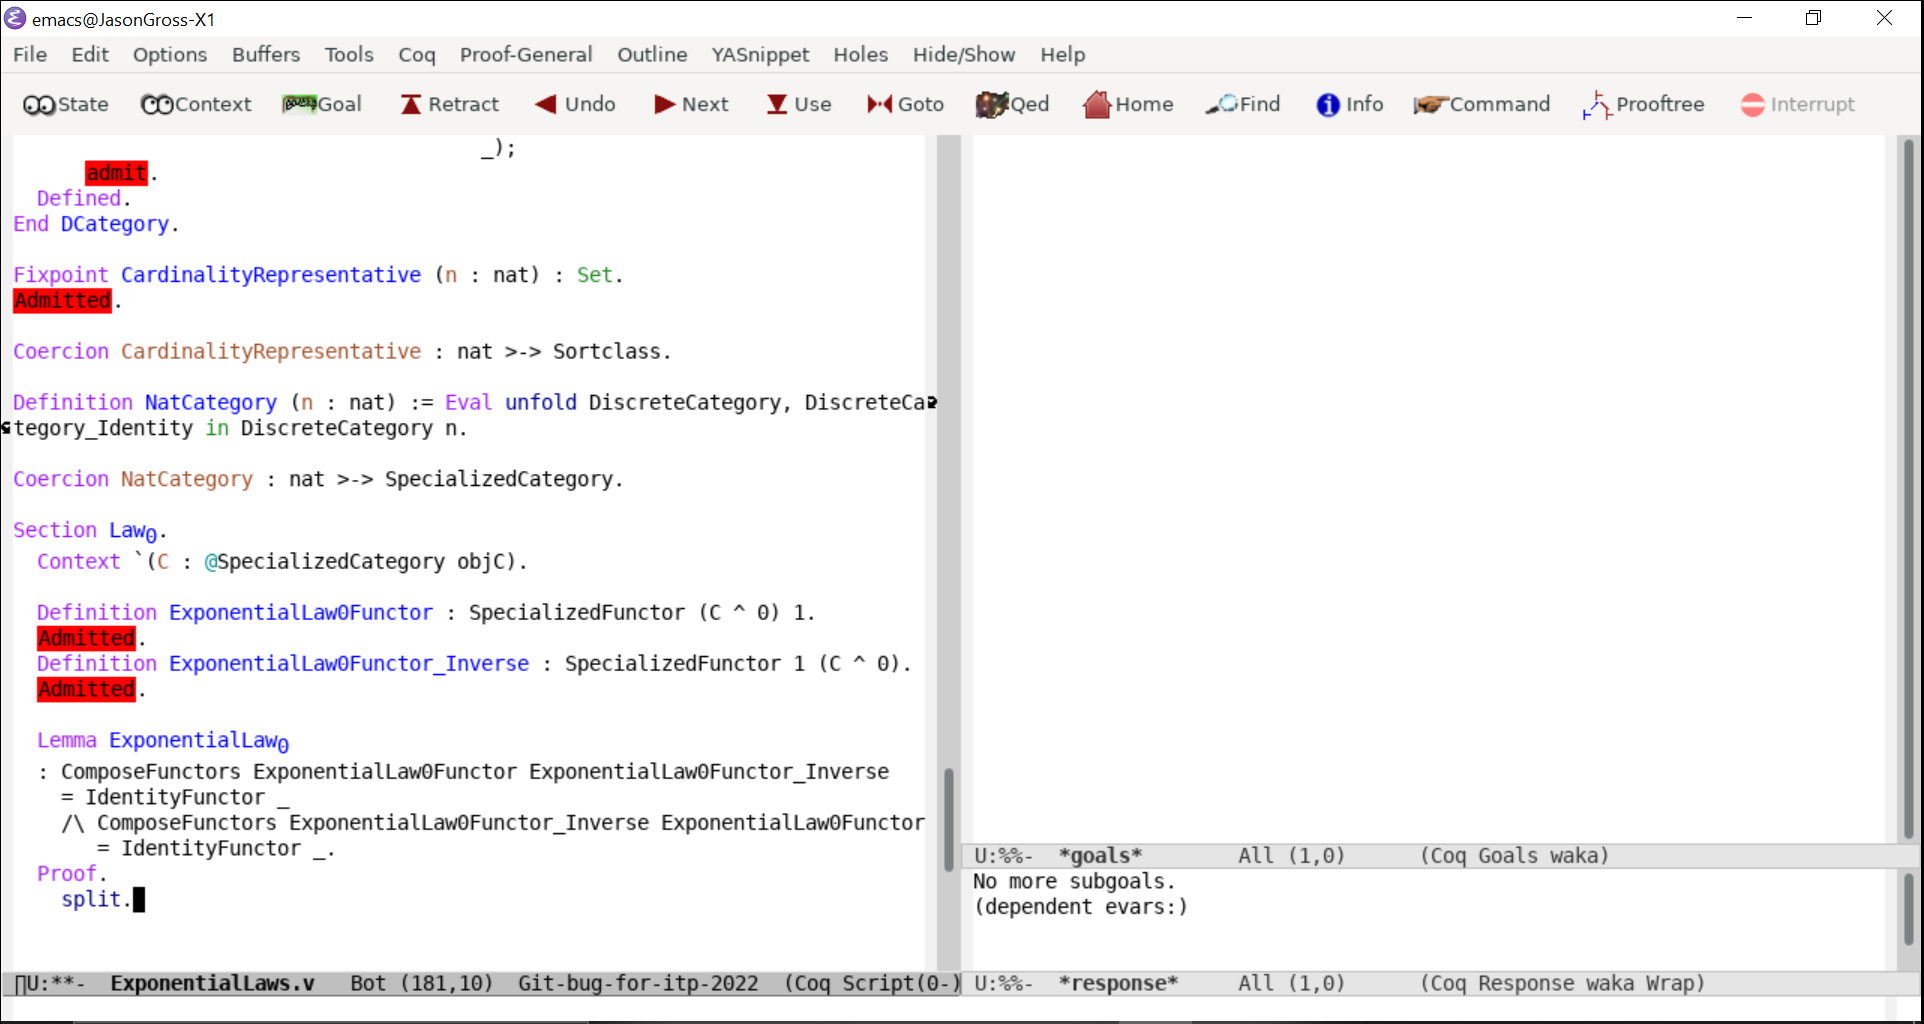 emacs@JasonGross-X1
File Edit Options Buffers Tools Coq Proof-General Outline YASnippet Holes Hide/Show Help
State Context Goal Retract Undo Next Use Goto Qed Home Find Info Command Prooftree Interrupt
_);
admit.
Defined.
End DCategory.
Fixpoint CardinalityRepresentative (n : nat) : Set.
Admitted.
Coercion CardinalityRepresentative : nat >-> Sortclass.
Definition NatCategory (n : nat) := Eval unfold DiscreteCategory, DiscreteCa
tegory_Identity in DiscreteCategory n.
Coercion NatCategory : nat >-> SpecializedCategory.
Section Law₀.
Context `(C : @SpecializedCategory objC).
Definition ExponentialLaw0Functor : SpecializedFunctor (C ^ 0) 1.
Admitted.
Definition ExponentialLaw0Functor_Inverse : SpecializedFunctor 1 (C ^ 0).
Admitted.
Lemma ExponentialLaw₀
: ComposeFunctors ExponentialLaw0Functor ExponentialLaw0Functor_Inverse
= IdentityFunctor _
/\ ComposeFunctors ExponentialLaw0Functor_Inverse ExponentialLaw0Functor
= IdentityFunctor _.
Proof.
split.
U:**- ExponentialLaws.v Bot (181,10) Git-bug-for-itp-2022 (Coq Script(0-)
U:%%- *goals* All (1,0) (Coq Goals waka)
No more subgoals.
(dependent evars:)
U:%%- *response* All (1,0) (Coq Response waka Wrap)